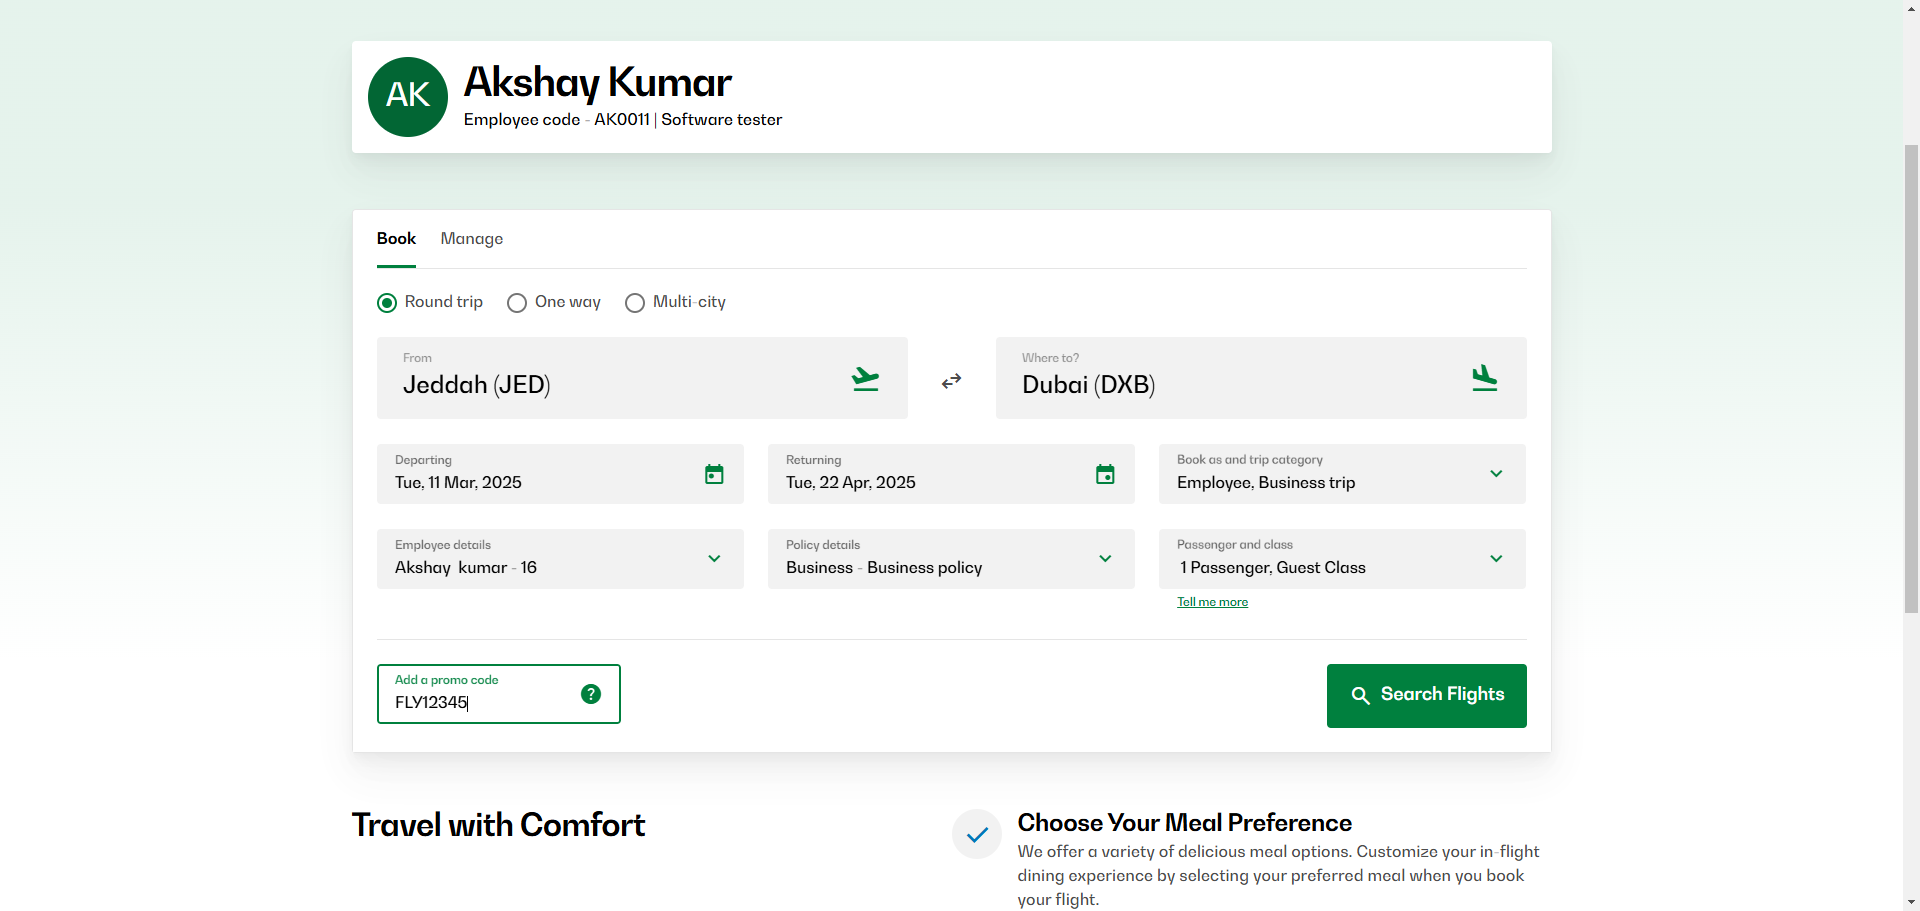 AK
Akshay Kumar
Employee code - AK0011 | Software tester
Book Manage
Round trip One way Multi-city
From
Jeddah (JED)
Where to?
Dubai (DXB)
Departing
Tue, 11 Mar, 2025
Returning
Tue, 22 Apr, 2025
Book as and trip category
Employee, Business trip
Employee details
Akshay  kumar - 16
Policy details
Business - Business policy
Passenger and class
1 Passenger, Guest Class
Tell me more
Add a promo code
FLY12345
?
Search Flights
Travel with Comfort
Choose Your Meal Preference
We offer a variety of delicious meal options. Customize your in-flight
dining experience by selecting your preferred meal when you book
your flight.